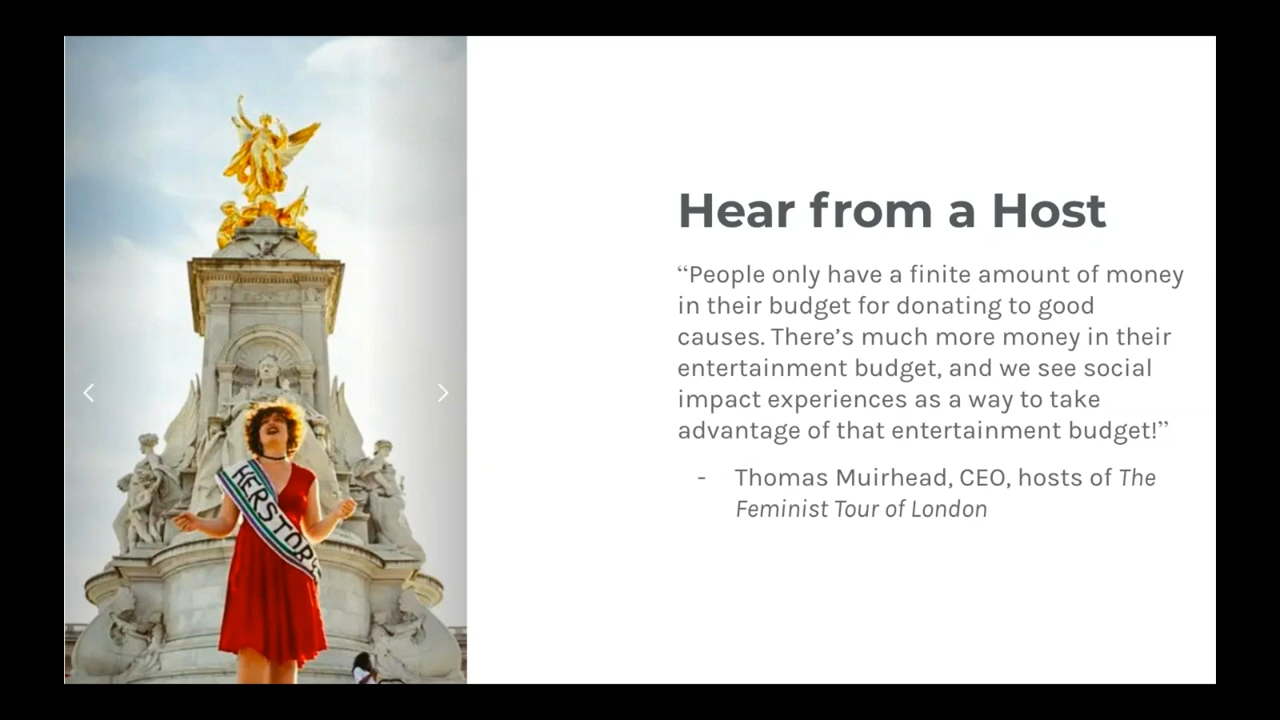 Hear from a Host
“People only have a finite amount of money
in their budget for donating to good
causes. There’s much more money in their
entertainment budget, and we see social
impact experiences as a way to take
advantage of that entertainment budget!”
- Thomas Muirhead, CEO, hosts of The
Feminist Tour of London
HERSTORY